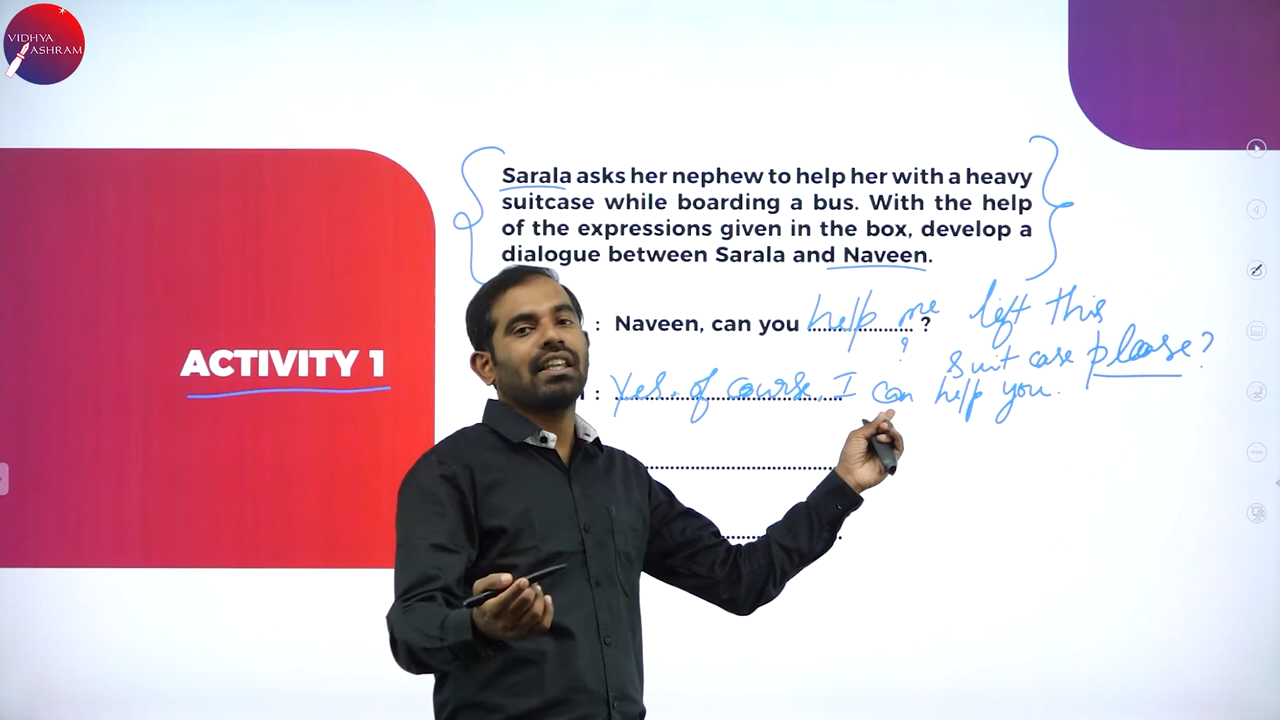 VIDHYA
ASHRAM
Sarala asks her nephew to help her with a heavy
suitcase while boarding a bus. With the help
of the expressions given in the box, develop a
dialogue between Sarala and Naveen.
: Naveen, can you help me ? lift this
? suit case please?
ACTIVITY 1
: Yes, of course, I can help you.